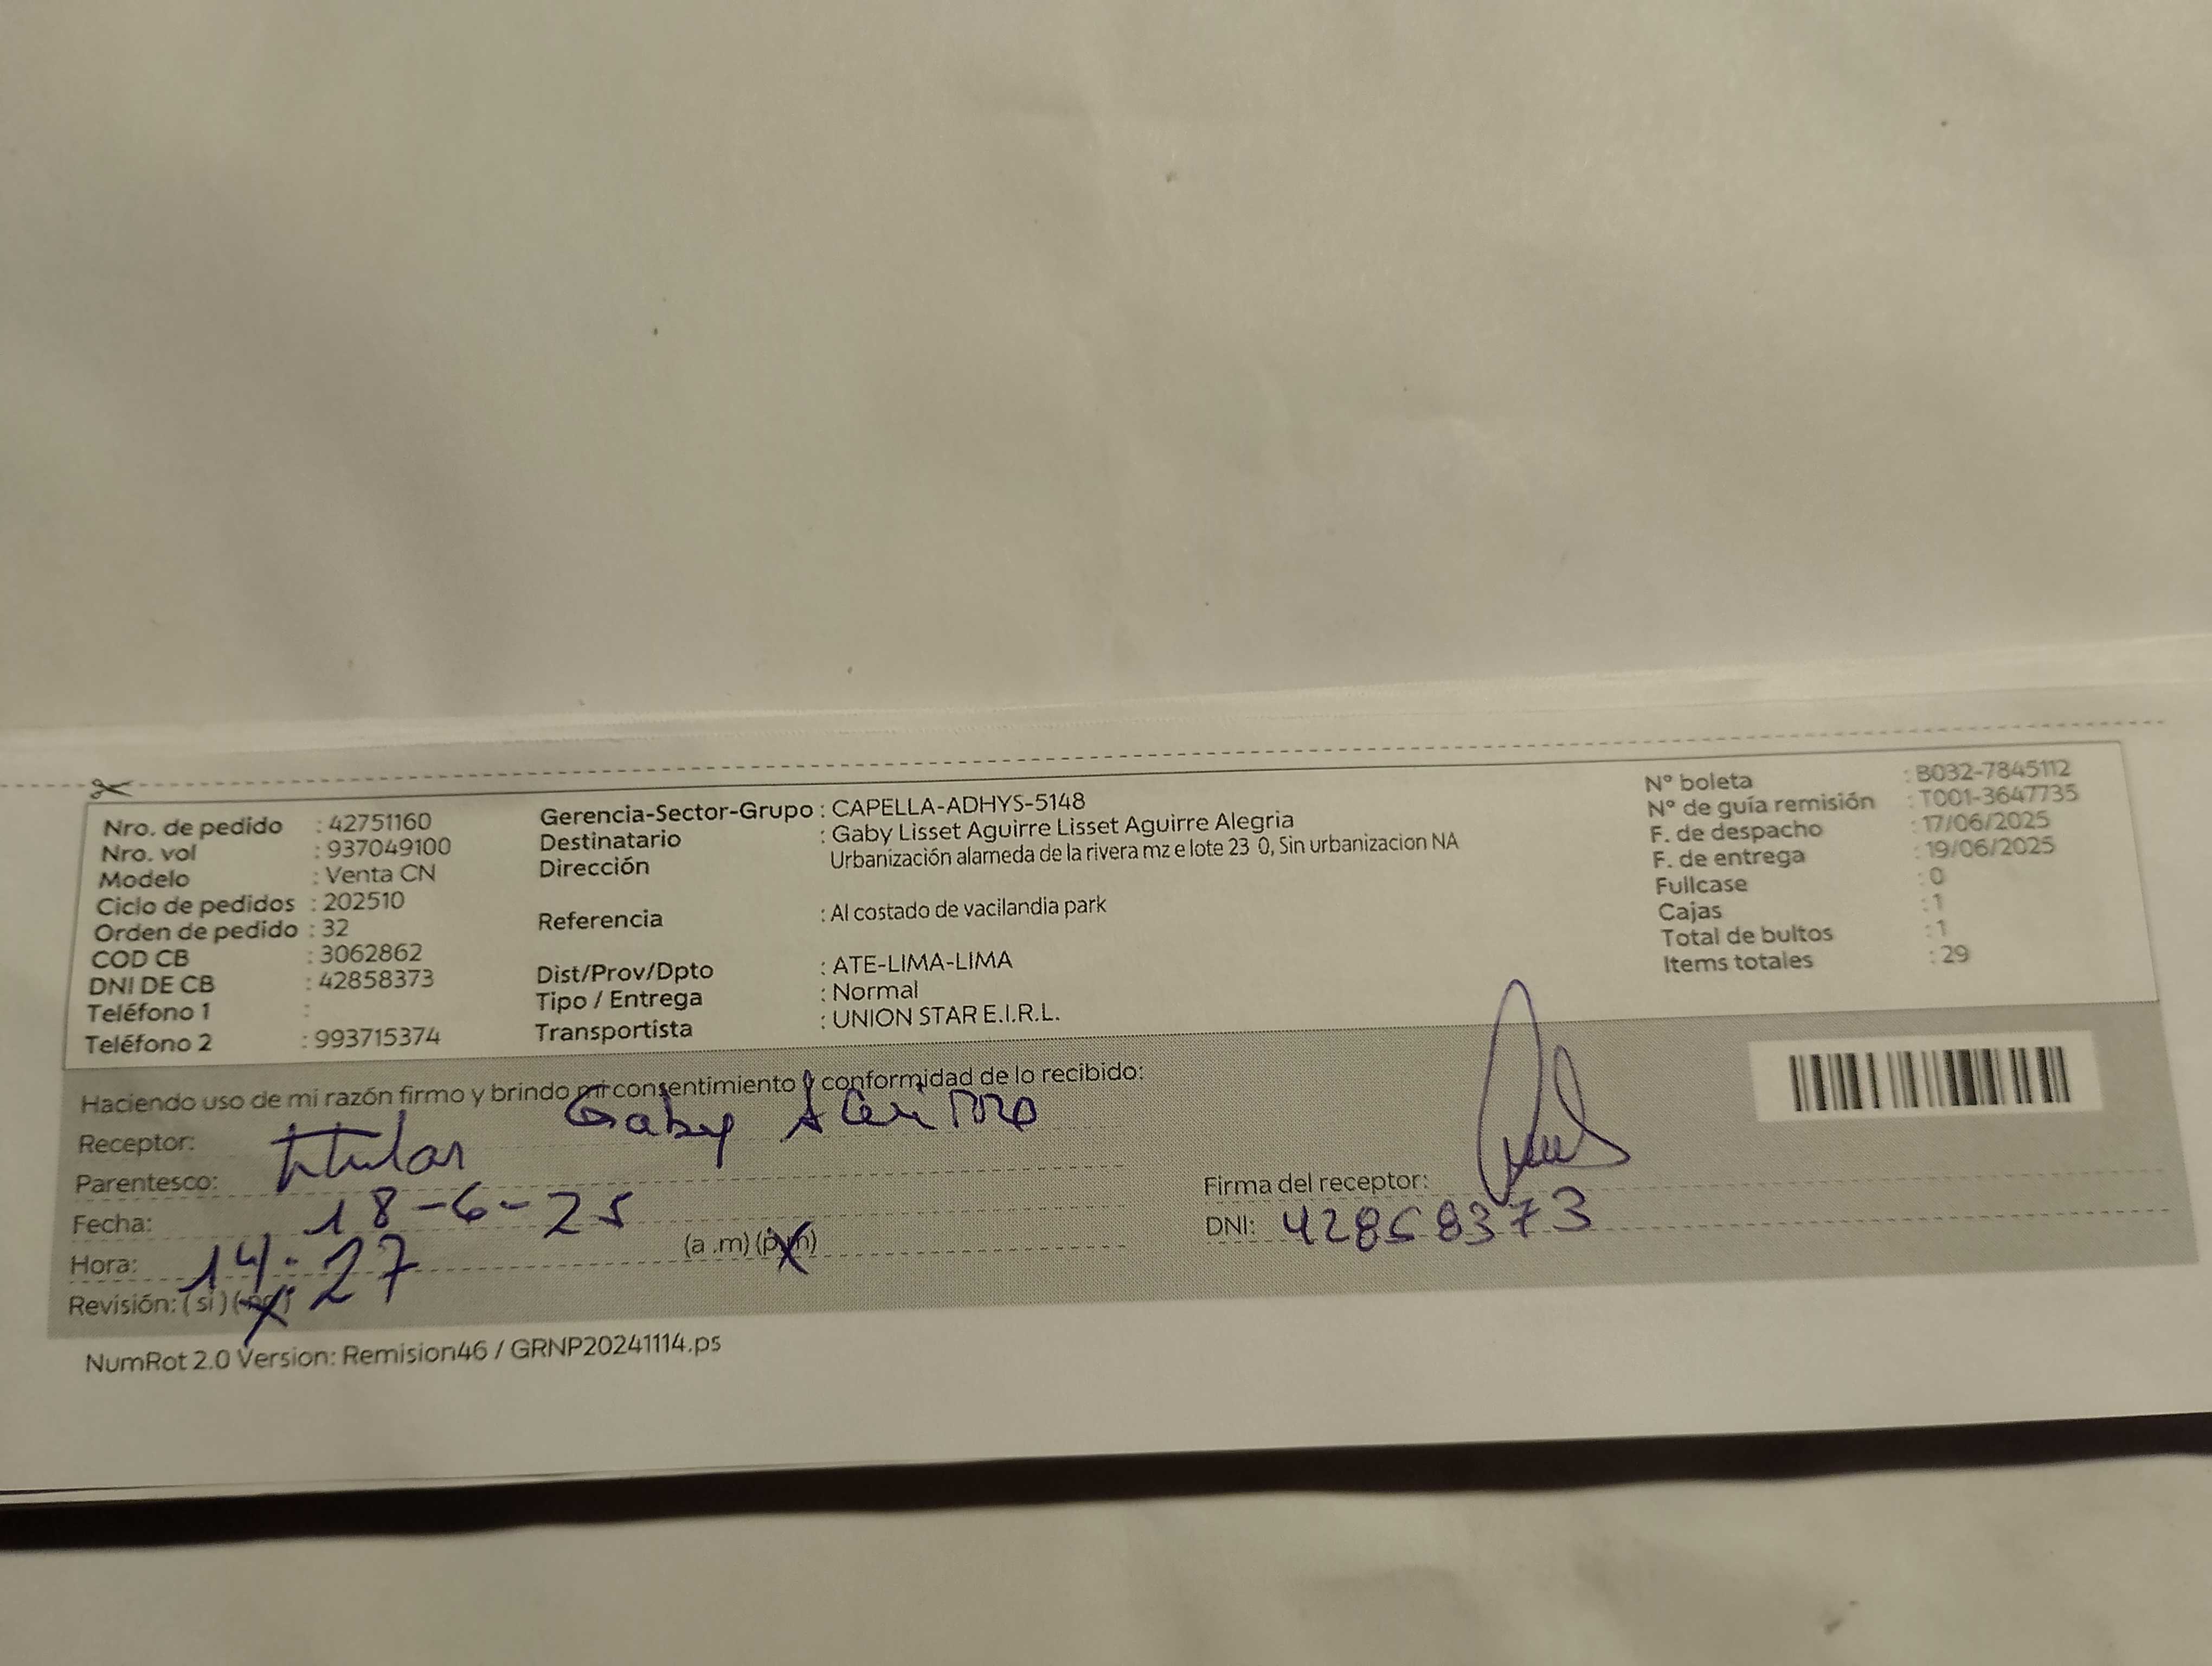 Nro. de pedido : 42751160
Nro. vol : 937049100
Modelo : Venta CN
Ciclo de pedidos : 202510
Orden de pedido : 32
COD CB : 3062862
DNI DE CB : 42858373
Teléfono 1 :
Teléfono 2 : 993715374
Gerencia-Sector-Grupo : CAPELLA-ADHYS-5148
Destinatario : Gaby Lisset Aguirre Lisset Aguirre Alegria
Dirección Urbanización alameda de la rivera mz e lote 23 0, Sin urbanizacion NA
Referencia : Al costado de vacilandia park
Dist/Prov/Dpto : ATE-LIMA-LIMA
Tipo / Entrega : Normal
Transportista : UNION STAR E.I.R.L.
N° boleta : B032-7845112
N° de guía remisión : T001-3647735
F. de despacho : 17/06/2025
F. de entrega : 19/06/2025
Fullcase : 0
Cajas : 1
Total de bultos : 1
Items totales : 29
Haciendo uso de mi razón firmo y brindo mi consentimiento y conformidad de lo recibido:
Receptor: Gaby
Parentesco: titular
Fecha: 18-6-25
Hora: 14:27 (a .m) (p.m)
Revisión: ( si ) ( no )
Firma del receptor:
DNI: 42858373
NumRot 2.0 Version: Remision46 / GRNP20241114.ps